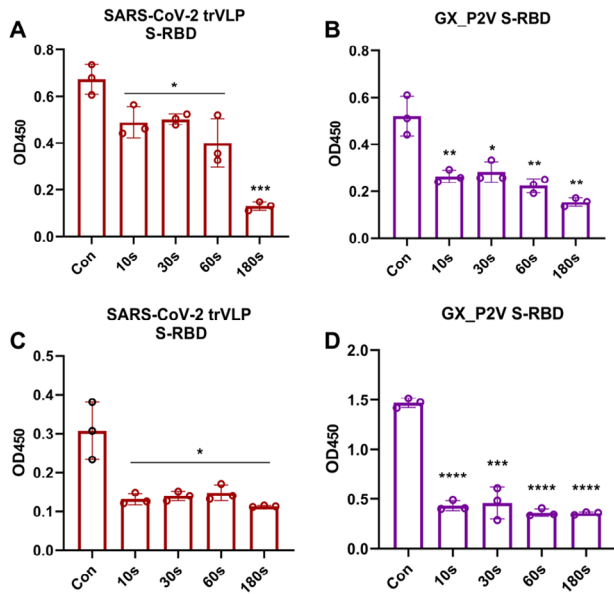 A
SARS-CoV-2 trVLP
S-RBD
OD450
0.8
0.6
0.4
0.2
0.0
*
***
Con
10s
30s
60s
180s
B
GX_P2V S-RBD
OD450
0.8
0.6
0.4
0.2
0.0
**
*
**
**
Con
10s
30s
60s
180s
C
SARS-CoV-2 trVLP
S-RBD
OD450
0.5
0.4
0.3
0.2
0.1
0.0
*
Con
10s
30s
60s
180s
D
GX_P2V S-RBD
OD450
2.0
1.5
1.0
0.5
0.0
****
***
****
****
Con
10s
30s
60s
180s